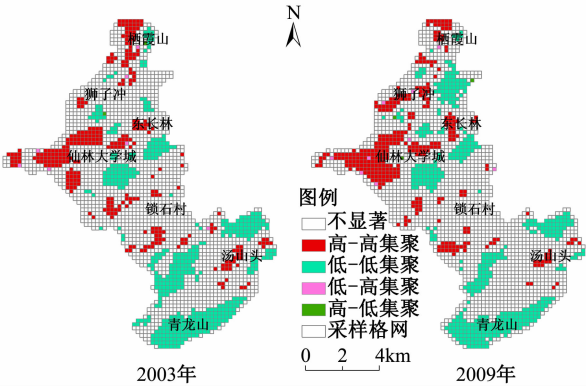 栖霞山
狮子冲
东长林
仙林大学城
锁石村
汤山头
青龙山
2003年
N
图例
不显著
高-高集聚
低-低集聚
低-高集聚
高-低集聚
采样格网
0 2 4km
栖霞山
狮子冲
东长林
仙林大学城
锁石村
汤山头
青龙山
2009年